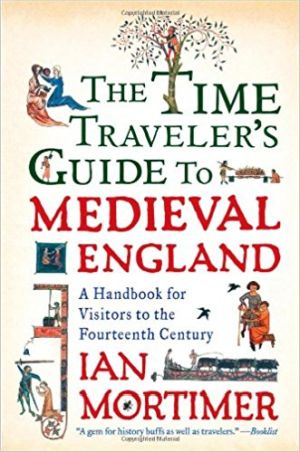 THE TIME
TRAVELER'S
GUIDE TO
MEDIEVAL
ENGLAND
A Handbook for
Visitors to the
Fourteenth Century
IAN
MORTIMER
"A gem for history buffs as well as travelers." —Booklist